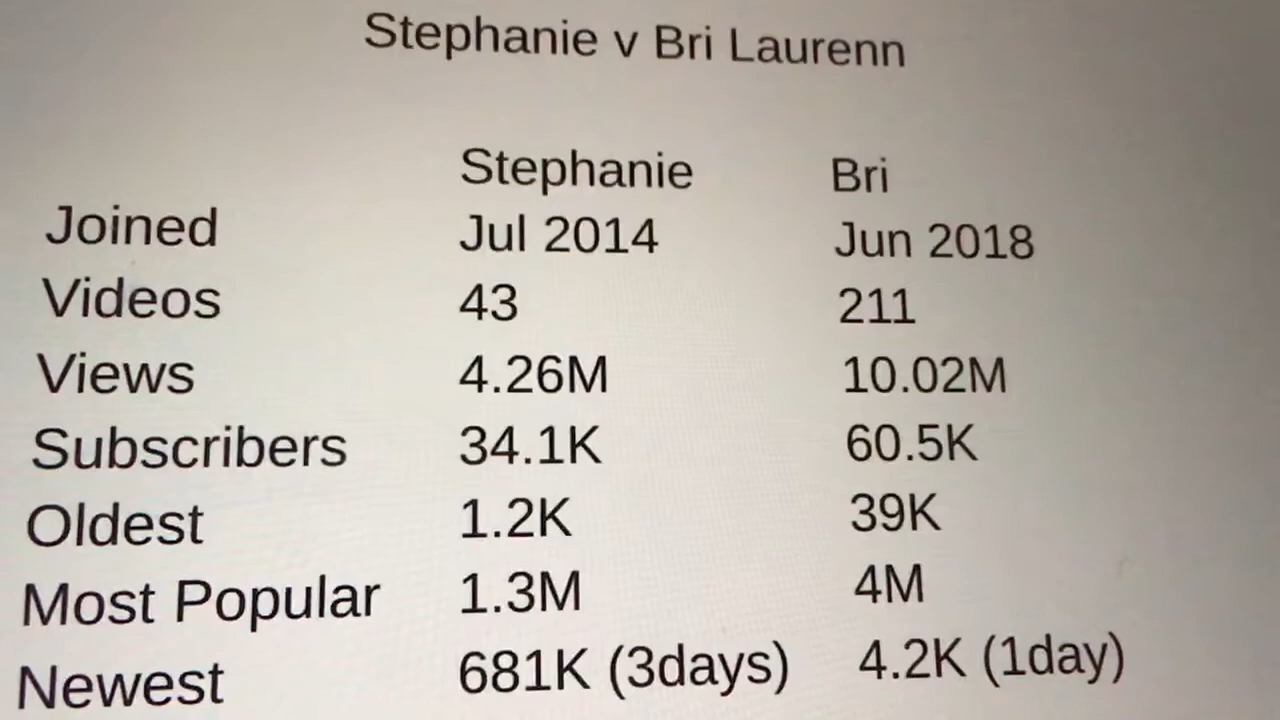 Stephanie v Bri Laurenn
Stephanie Bri
Joined Jul 2014 Jun 2018
Videos 43 211
Views 4.26M 10.02M
Subscribers 34.1K 60.5K
Oldest 1.2K 39K
Most Popular 1.3M 4M
Newest 681K (3days) 4.2K (1day)